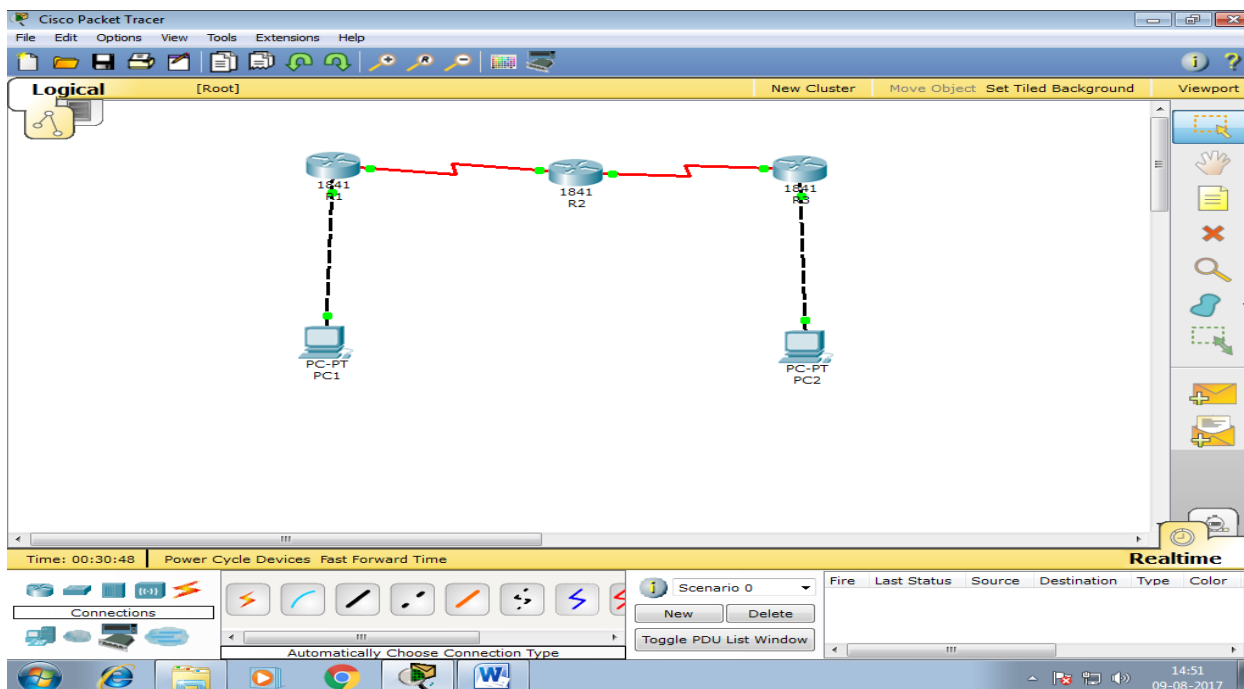 Cisco Packet Tracer
File Edit Options View Tools Extensions Help
Logical [Root] New Cluster Move Object Set Tiled Background Viewport
1841
R1
1841
R2
1841
R3
PC-PT
PC1
PC-PT
PC2
Time: 00:30:48 Power Cycle Devices Fast Forward Time Realtime
Connections
Automatically Choose Connection Type
Scenario 0
New Delete
Toggle PDU List Window
Fire Last Status Source Destination Type Color
14:51
09-08-2017